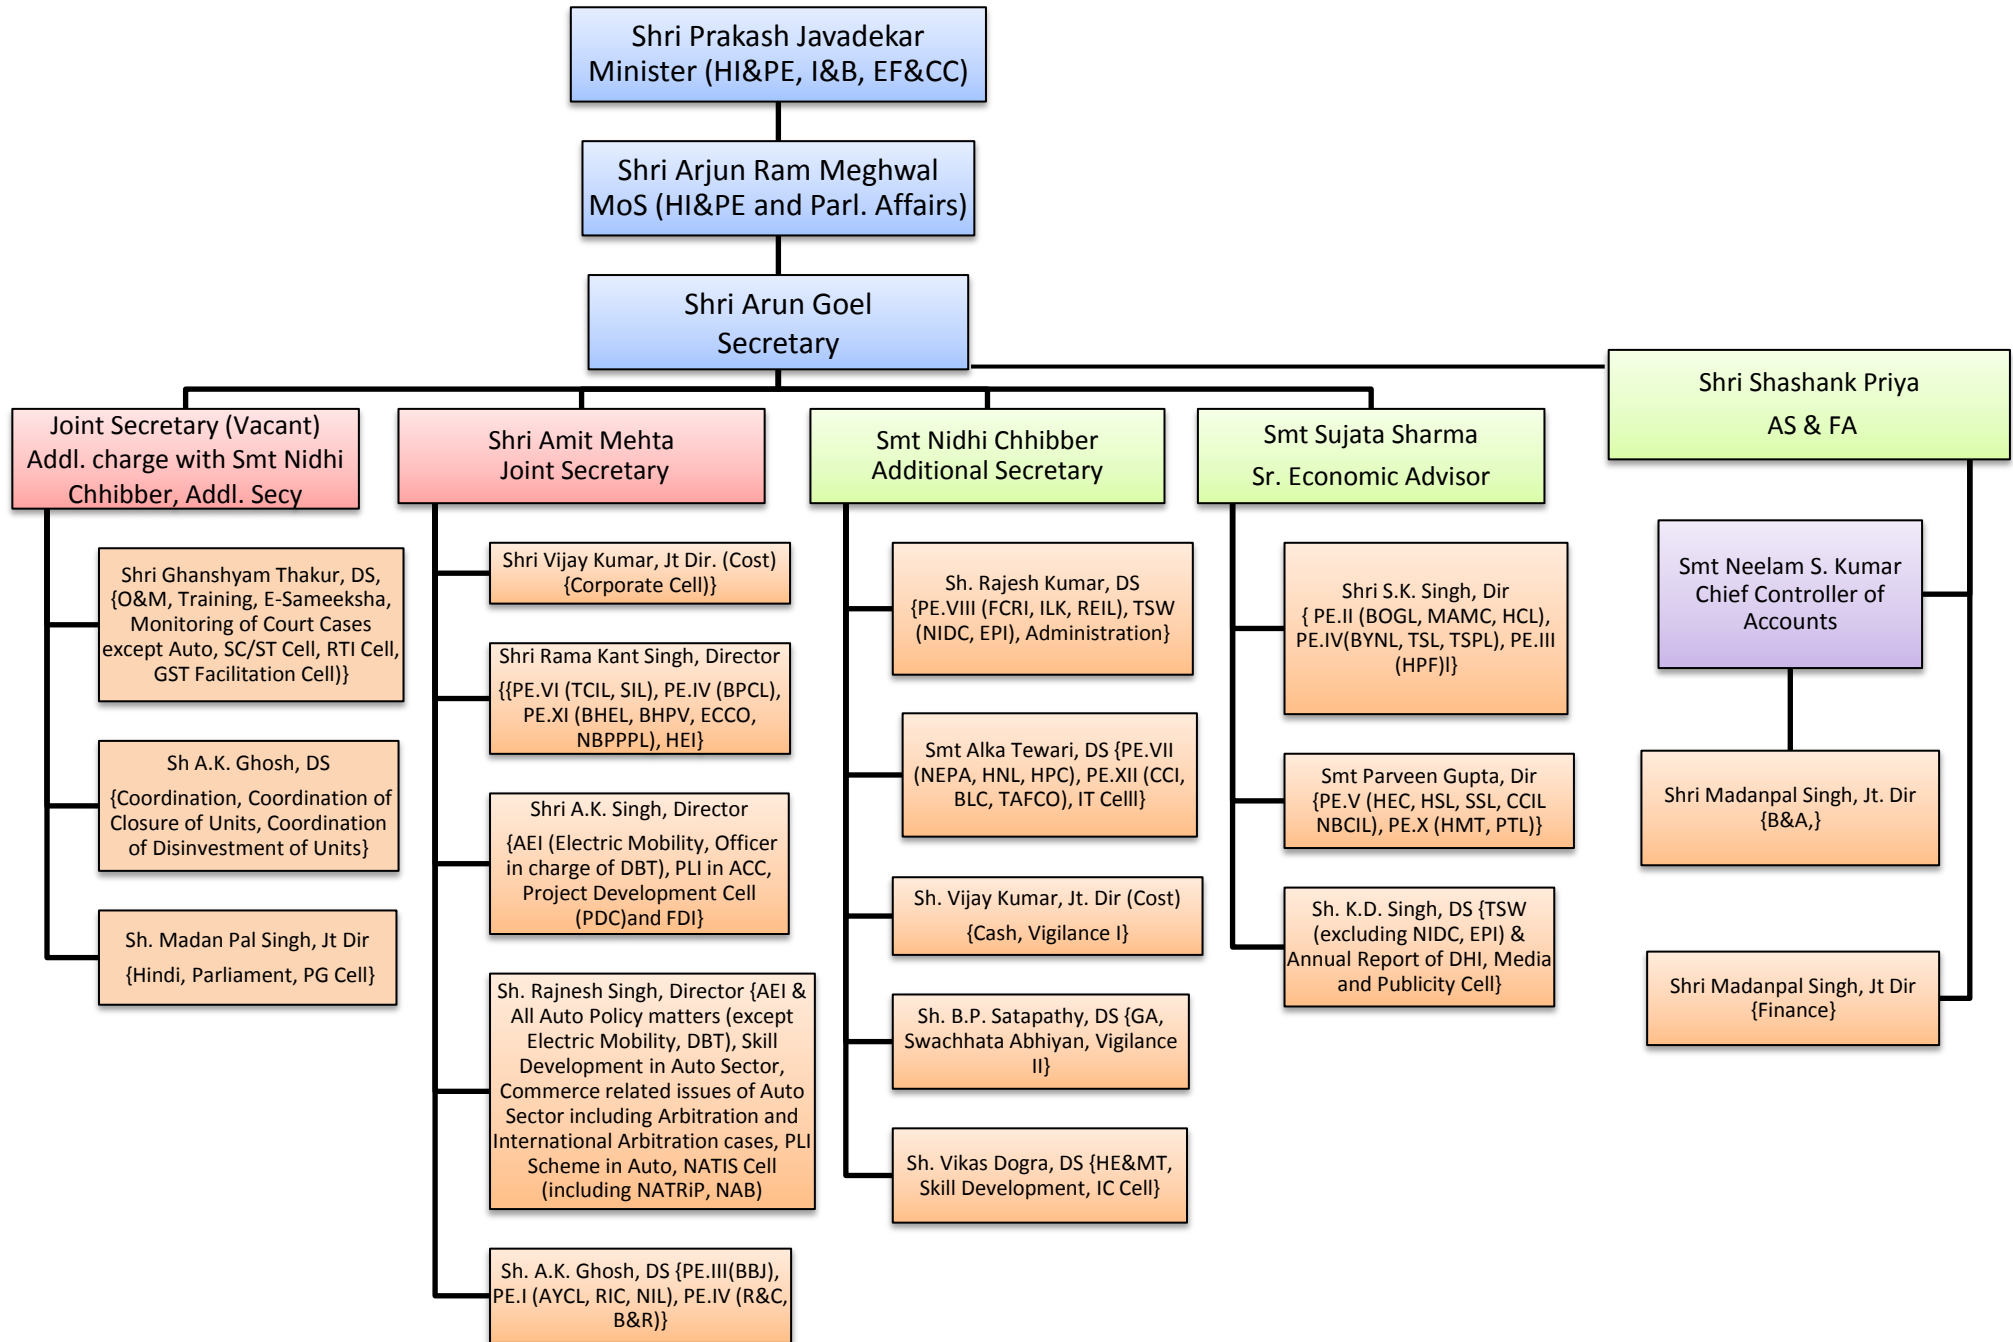 Shri Prakash Javadekar
Minister (HI&PE, I&B, EF&CC)
Shri Arjun Ram Meghwal
MoS (HI&PE and Parl. Affairs)
Shri Arun Goel
Secretary
Shri Shashank Priya
AS & FA
Joint Secretary (Vacant)
Addl. charge with Smt Nidhi
Chhibber, Addl. Secy
Shri Amit Mehta
Joint Secretary
Smt Nidhi Chhibber
Additional Secretary
Smt Sujata Sharma
Sr. Economic Advisor
Shri Ghanshyam Thakur, DS,
{O&M, Training, E-Sameeksha,
Monitoring of Court Cases
except Auto, SC/ST Cell, RTI Cell,
GST Facilitation Cell)}
Sh A.K. Ghosh, DS
{Coordination, Coordination of
Closure of Units, Coordination
of Disinvestment of Units}
Sh. Madan Pal Singh, Jt Dir
{Hindi, Parliament, PG Cell}
Shri Vijay Kumar, Jt Dir. (Cost)
{Corporate Cell)}
Shri Rama Kant Singh, Director
{{PE.VI (TCIL, SIL), PE.IV (BPCL),
PE.XI (BHEL, BHPV, ECCO,
NBPPPL), HEI}
Shri A.K. Singh, Director
{AEI (Electric Mobility, Officer
in charge of DBT), PLI in ACC,
Project Development Cell
(PDC)and FDI}
Sh. Rajnesh Singh, Director {AEI &
All Auto Policy matters (except
Electric Mobility, DBT), Skill
Development in Auto Sector,
Commerce related issues of Auto
Sector including Arbitration and
International Arbitration cases, PLI
Scheme in Auto, NATIS Cell
(including NATRiP, NAB)
Sh. A.K. Ghosh, DS {PE.III(BBJ),
PE.I (AYCL, RIC, NIL), PE.IV (R&C,
B&R)}
Sh. Rajesh Kumar, DS
{PE.VIII (FCRI, ILK, REIL), TSW
(NIDC, EPI), Administration}
Smt Alka Tewari, DS {PE.VII
(NEPA, HNL, HPC), PE.XII (CCI,
BLC, TAFCO), IT Celll}
Sh. Vijay Kumar, Jt. Dir (Cost)
{Cash, Vigilance I}
Sh. B.P. Satapathy, DS {GA,
Swachhata Abhiyan, Vigilance
II}
Sh. Vikas Dogra, DS {HE&MT,
Skill Development, IC Cell}
Shri S.K. Singh, Dir
{ PE.II (BOGL, MAMC, HCL),
PE.IV(BYNL, TSL, TSPL), PE.III
(HPF)l}
Smt Parveen Gupta, Dir
{PE.V (HEC, HSL, SSL, CCIL
NBCIL), PE.X (HMT, PTL)}
Sh. K.D. Singh, DS {TSW
(excluding NIDC, EPI) &
Annual Report of DHI, Media
and Publicity Cell}
Smt Neelam S. Kumar
Chief Controller of
Accounts
Shri Madanpal Singh, Jt. Dir
{B&A,}
Shri Madanpal Singh, Jt Dir
{Finance}